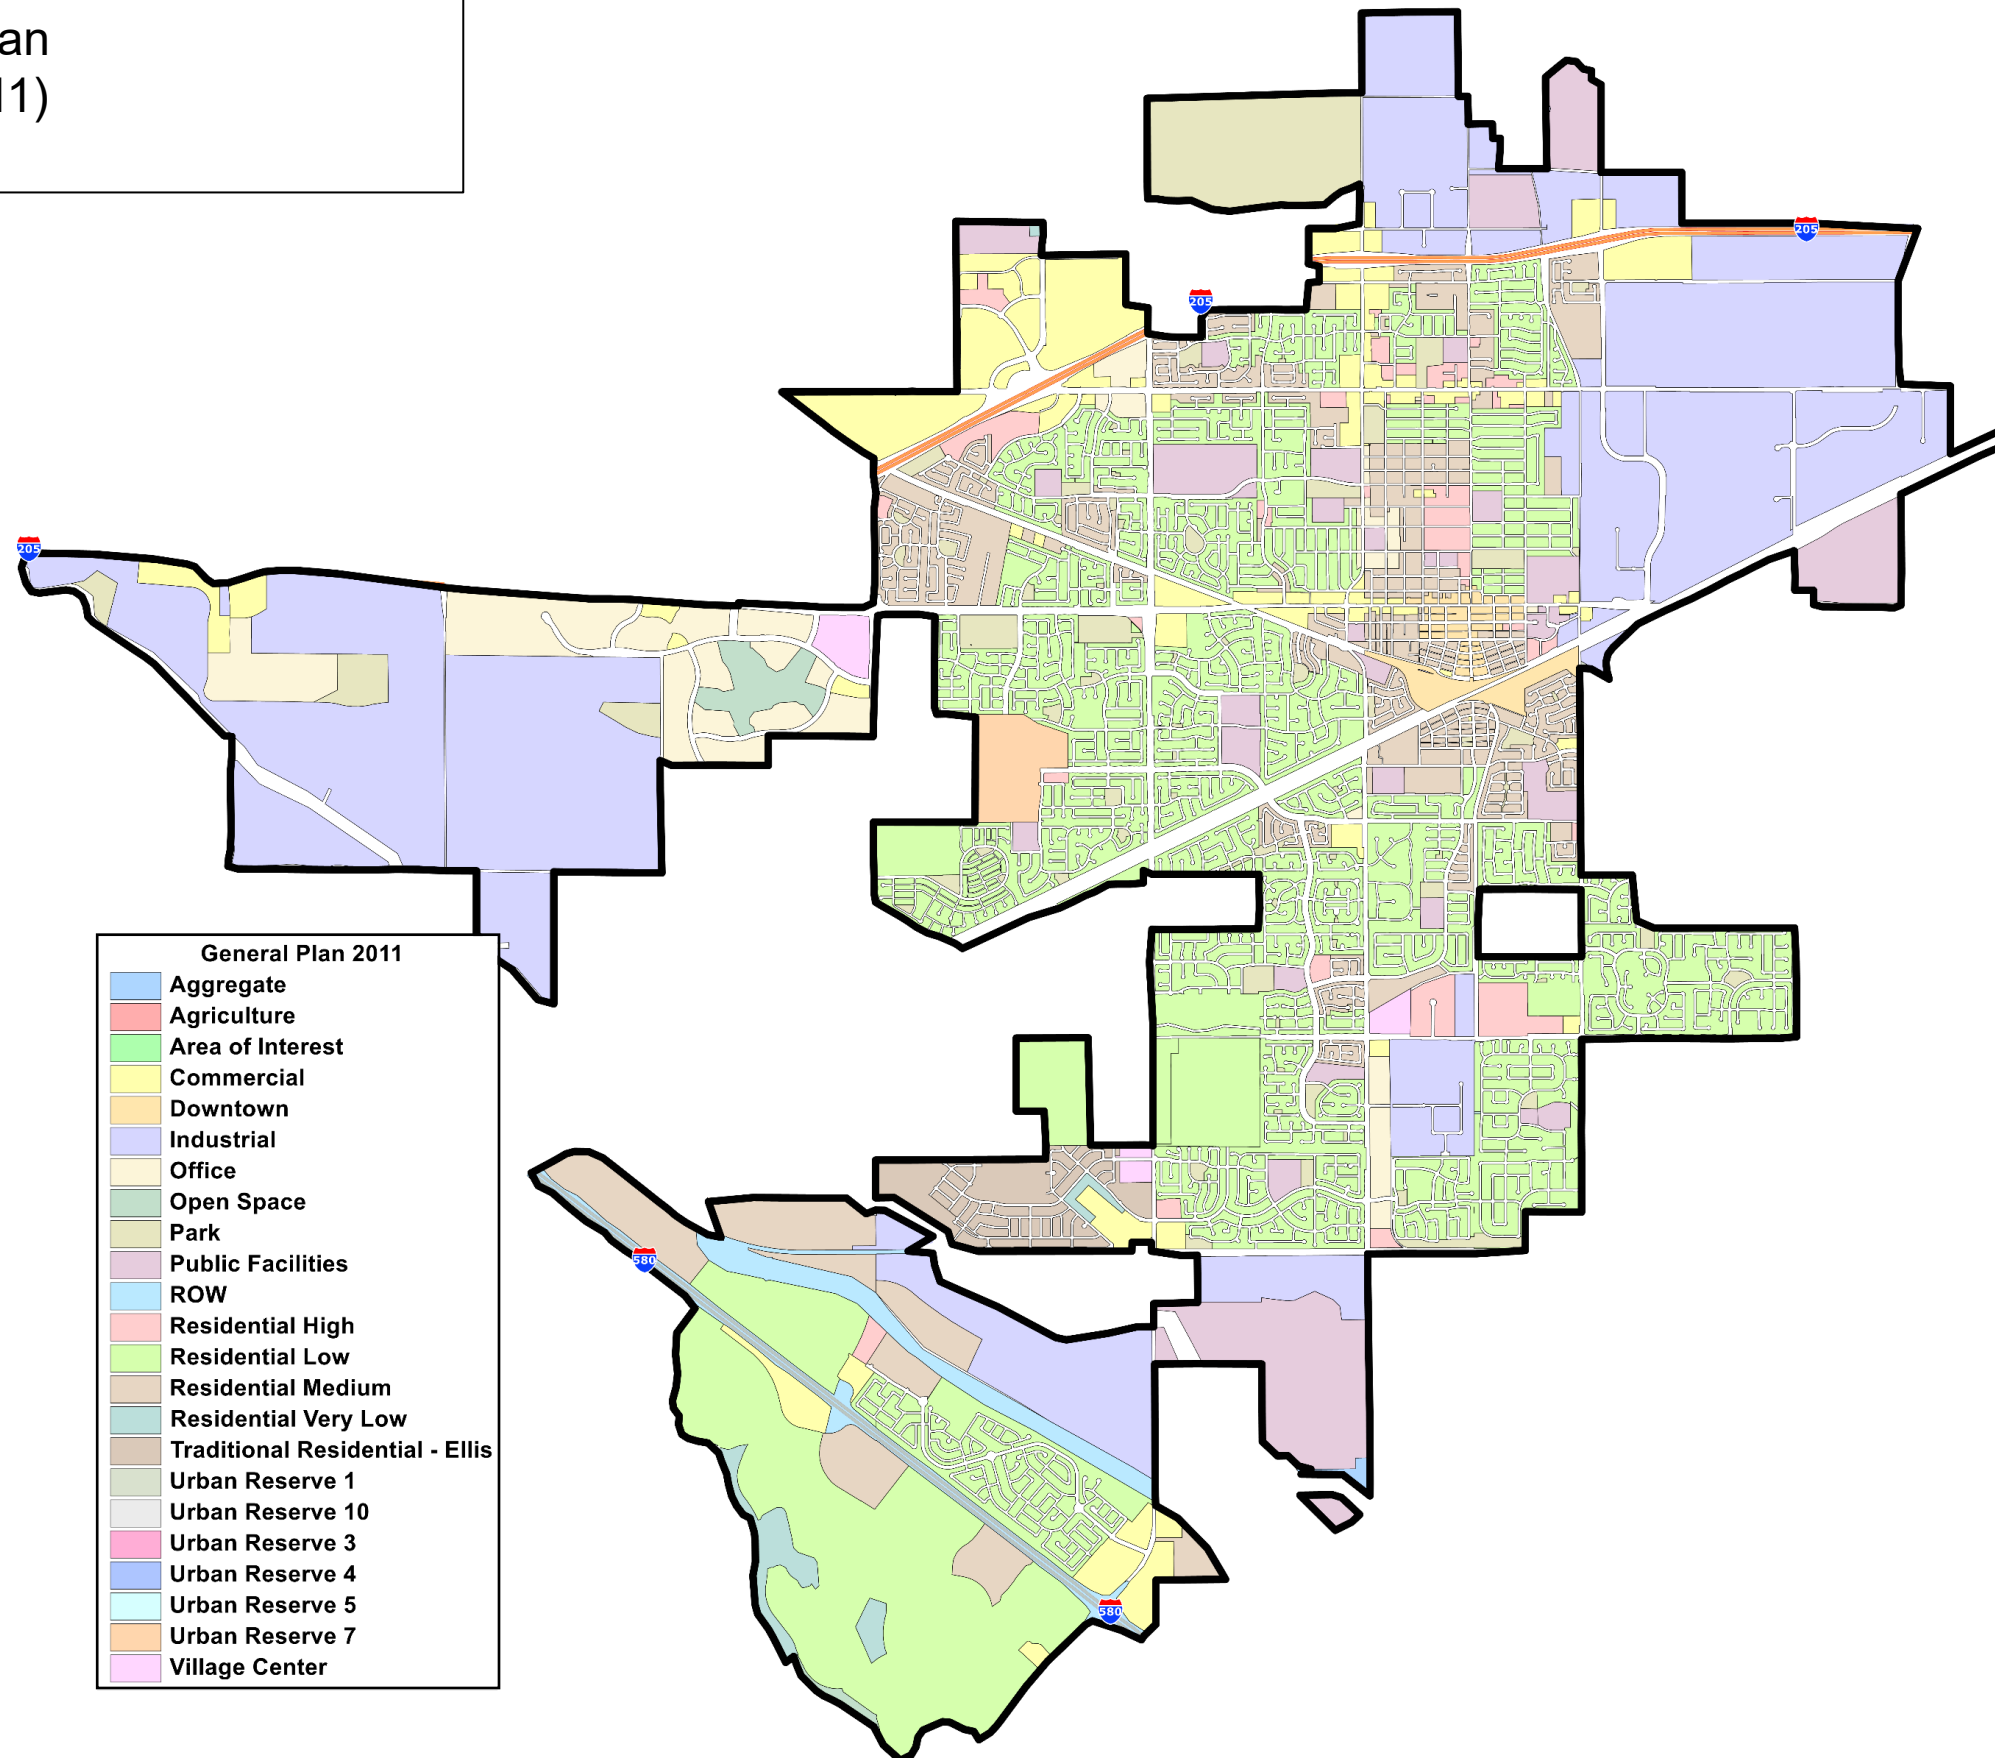 an
11)
205
205
205
General Plan 2011
Aggregate
Agriculture
Area of Interest
Commercial
Downtown
Industrial
Office
Open Space
Park
Public Facilities
ROW
Residential High
Residential Low
Residential Medium
Residential Very Low
Traditional Residential - Ellis
Urban Reserve 1
Urban Reserve 10
Urban Reserve 3
Urban Reserve 4
Urban Reserve 5
Urban Reserve 7
Village Center
580
580